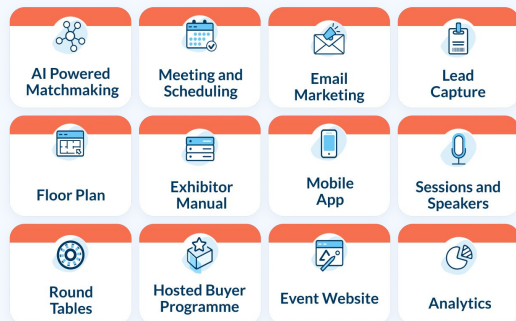 AI Powered
Matchmaking
Meeting and
Scheduling
Email
Marketing
Lead
Capture
Floor Plan
Exhibitor
Manual
Mobile
App
Sessions and
Speakers
Round
Tables
Hosted Buyer
Programme
Event Website
Analytics